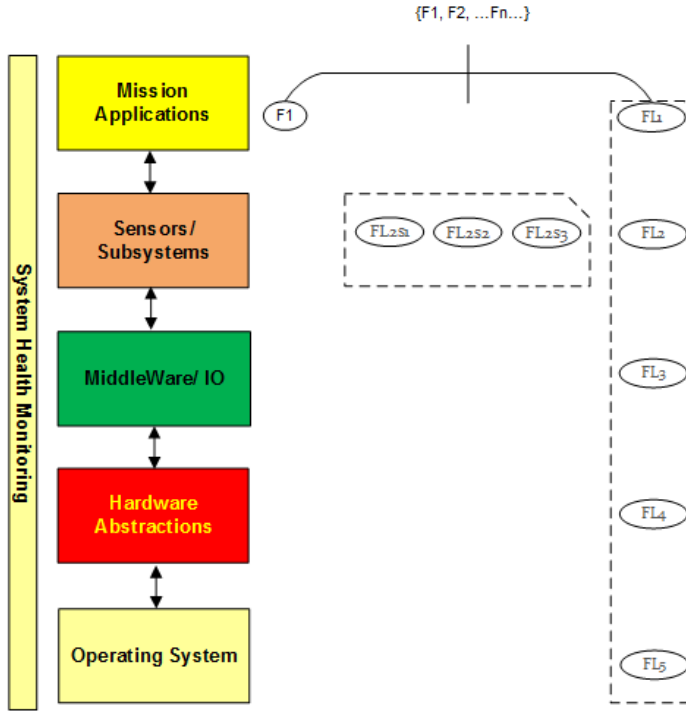 {F1, F2, …Fn…}
System Health Monitoring
Mission
Applications
F1
FL1
Sensors/
Subsystems
FL2s1
FL2s2
FL2s3
FL2
MiddleWare/ IO
FL3
Hardware
Abstractions
FL4
Operating System
FL5